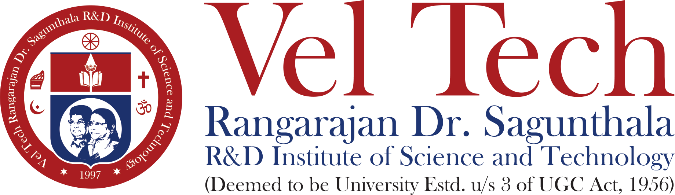 Vel Tech Rangarajan Dr. Sagunthala R&D Institute of Science and Technology
1997
Vel Tech
Rangarajan Dr. Sagunthala
R&D Institute of Science and Technology
(Deemed to be University Estd. u/s 3 of UGC Act, 1956)